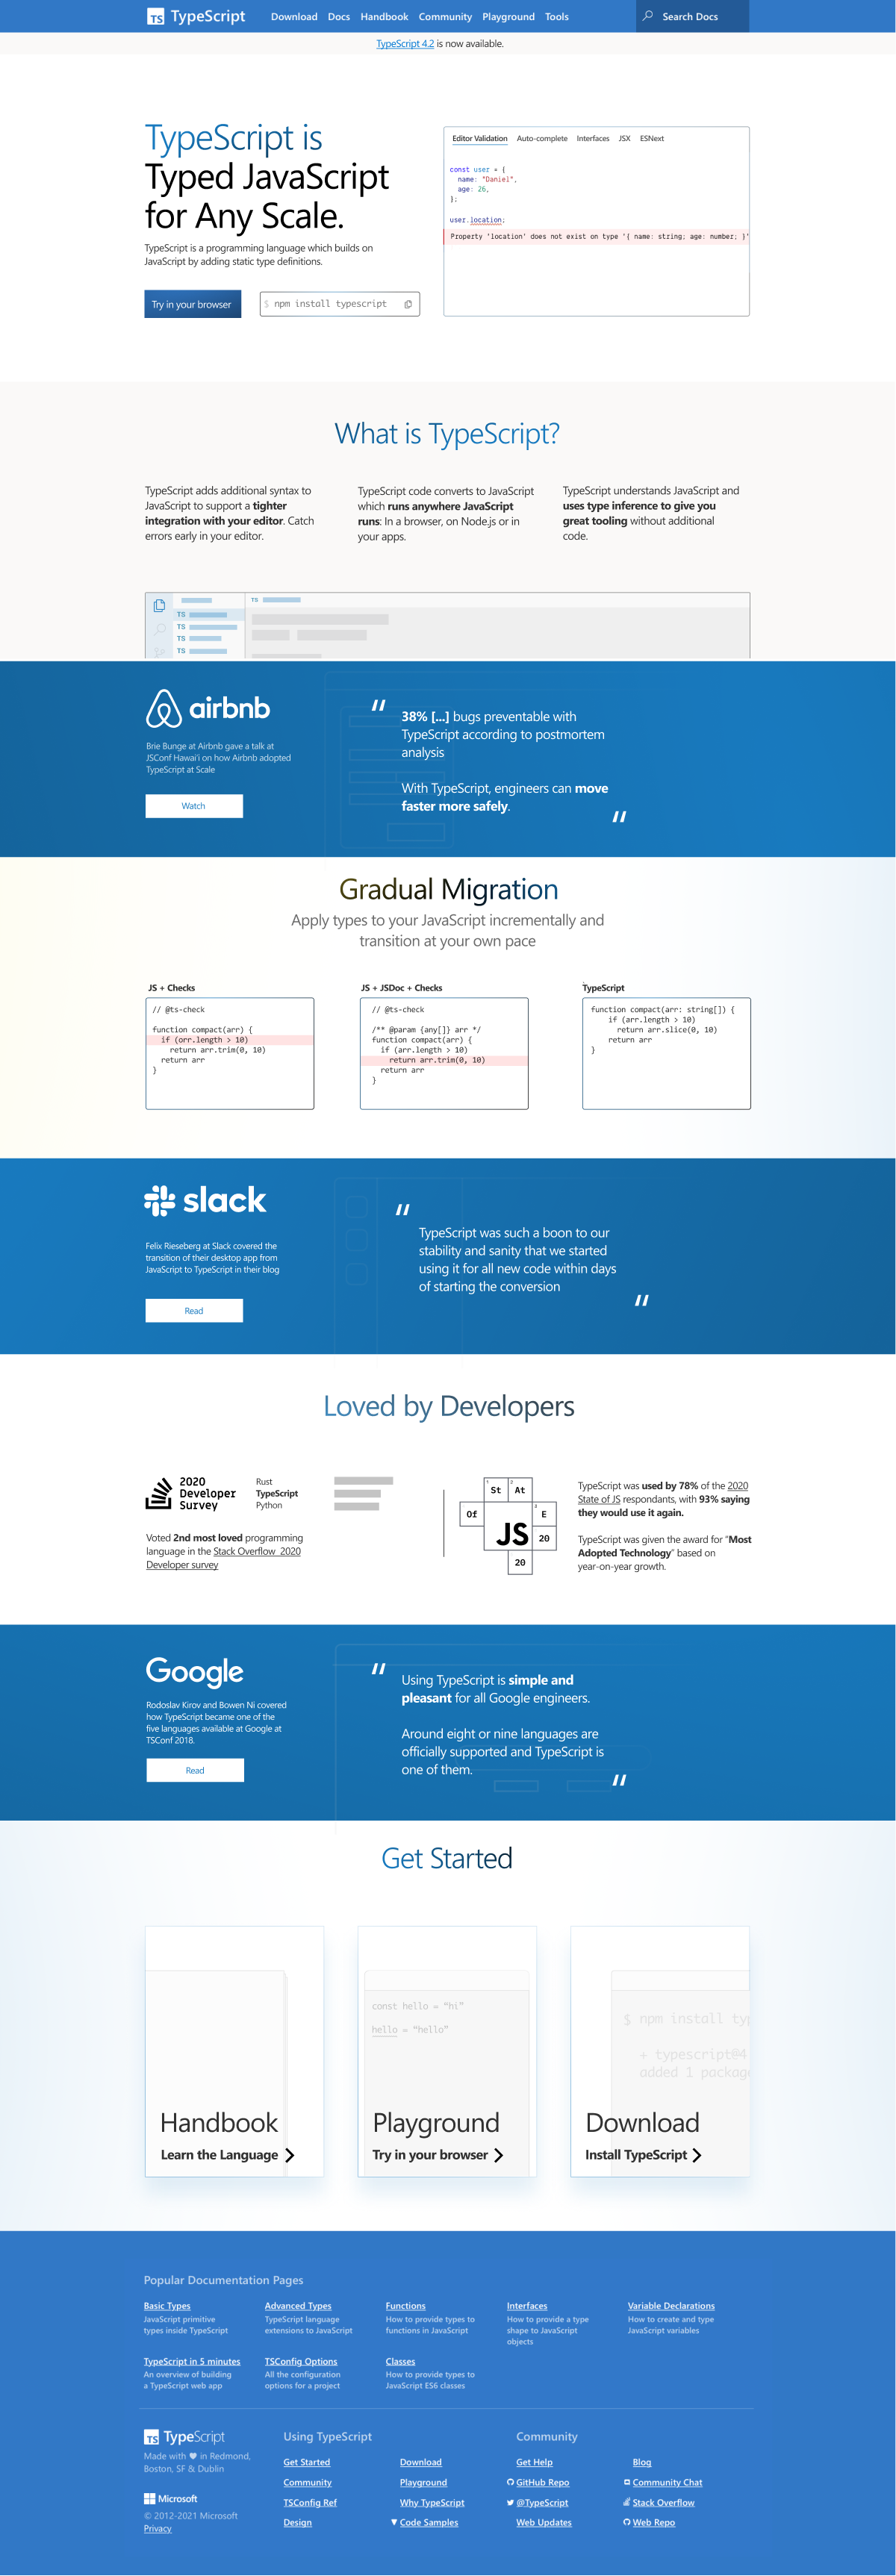 TS TypeScript Download Docs Handbook Community Playground Tools Search Docs
TypeScript 4.2 is now available.
TypeScript is
Typed JavaScript
for Any Scale.
TypeScript is a programming language which builds on
JavaScript by adding static type definitions.
Try in your browser
$ npm install typescript
Editor Validation Auto-complete Interfaces JSX ESNext
const user = {
name: "Daniel",
age: 26,
};
user.location;
Property 'location' does not exist on type '{ name: string; age: number; }'
What is TypeScript?
TypeScript adds additional syntax to
JavaScript to support a tighter
integration with your editor. Catch
errors early in your editor.
TypeScript code converts to JavaScript
which runs anywhere JavaScript
runs: In a browser, on Node.js or in
your apps.
TypeScript understands JavaScript and
uses type inference to give you
great tooling without additional
code.
TS
TS
TS
TS
TS
airbnb
Brie Bunge at Airbnb gave a talk at
JSConf Hawai'i on how Airbnb adopted
TypeScript at Scale
Watch
"
38% [...] bugs preventable with
TypeScript according to postmortem
analysis
With TypeScript, engineers can move
faster more safely.
"
Gradual Migration
Apply types to your JavaScript incrementally and
transition at your own pace
JS + Checks
// @ts-check
function compact(arr) {
if (orr.length > 10)
return arr.trim(0, 10)
return arr
}
JS + JSDoc + Checks
// @ts-check
/** @param {any[]} arr */
function compact(arr) {
if (arr.length > 10)
return arr.trim(0, 10)
return arr
}
TypeScript
function compact(arr: string[]) {
if (arr.length > 10)
return arr.slice(0, 10)
return arr
}
slack
Felix Rieseberg at Slack covered the
transition of their desktop app from
JavaScript to TypeScript in their blog
Read
"
TypeScript was such a boon to our
stability and sanity that we started
using it for all new code within days
of starting the conversion
"
Loved by Developers
2020
Developer
Survey
Rust
TypeScript
Python
Voted 2nd most loved programming
language in the Stack Overflow 2020
Developer survey
1 St 2 At
Of JS 3 E
20
20
TypeScript was used by 78% of the 2020
State of JS respondants, with 93% saying
they would use it again.
TypeScript was given the award for "Most
Adopted Technology" based on
year-on-year growth.
Google
Rodoslav Kirov and Bowen Ni covered
how TypeScript became one of the
five languages available at Google at
TSConf 2018.
Read
"
Using TypeScript is simple and
pleasant for all Google engineers.
Around eight or nine languages are
officially supported and TypeScript is
one of them.
"
Get Started
Handbook
Learn the Language
const hello = "hi"
hello = "hello"
Playground
Try in your browser
$ npm install typ
+ typescript@4
added 1 package
Download
Install TypeScript
Popular Documentation Pages
Basic Types
JavaScript primitive
types inside TypeScript
Advanced Types
TypeScript language
extensions to JavaScript
Functions
How to provide types to
functions in JavaScript
Interfaces
How to provide a type
shape to JavaScript
objects
Variable Declarations
How to create and type
JavaScript variables
TypeScript in 5 minutes
An overview of building
a TypeScript web app
TSConfig Options
All the configuration
options for a project
Classes
How to provide types to
JavaScript ES6 classes
TS TypeScript
Made with ♥ in Redmond,
Boston, SF & Dublin
Microsoft
© 2012-2021 Microsoft
Privacy
Using TypeScript
Get Started Download
Community Playground
TSConfig Ref Why TypeScript
Design Code Samples
Community
Get Help Blog
GitHub Repo Community Chat
@TypeScript Stack Overflow
Web Updates Web Repo